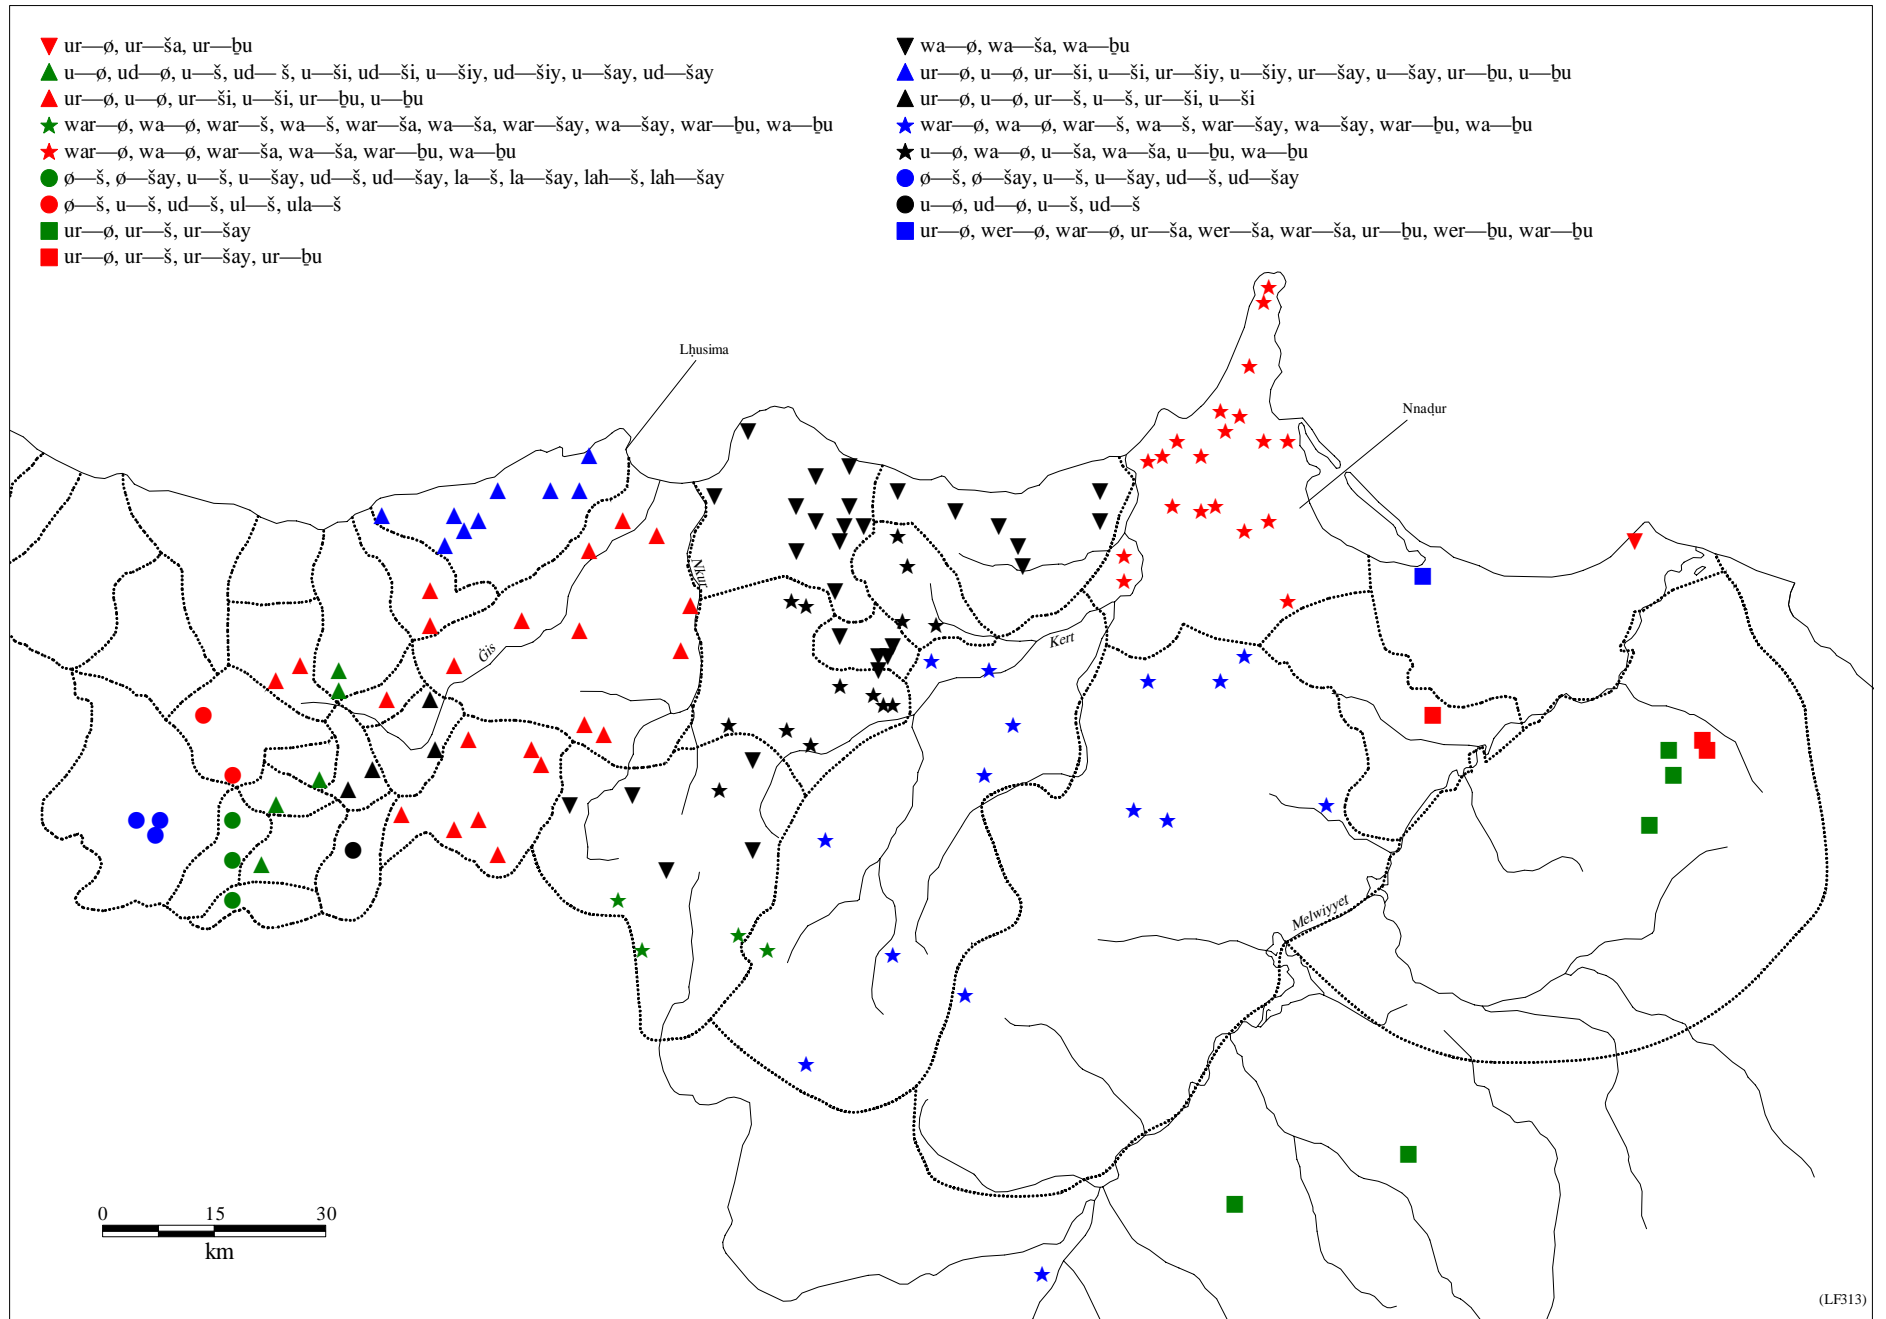 ur—ø, ur—ša, ur—ḇu
u—ø, ud—ø, u—š, ud— š, u—ši, ud—ši, u—šiy, ud—šiy, u—šay, ud—šay
ur—ø, u—ø, ur—ši, u—ši, ur—ḇu, u—ḇu
war—ø, wa—ø, war—š, wa—š, war—ša, wa—ša, war—šay, wa—šay, war—ḇu, wa—ḇu
war—ø, wa—ø, war—ša, wa—ša, war—ḇu, wa—ḇu
ø—š, ø—šay, u—š, u—šay, ud—š, ud—šay, la—š, la—šay, lah—š, lah—šay
ø—š, u—š, ud—š, ul—š, ula—š
ur—ø, ur—š, ur—šay
ur—ø, ur—š, ur—šay, ur—ḇu
wa—ø, wa—ša, wa—ḇu
ur—ø, u—ø, ur—ši, u—ši, ur—šiy, u—šiy, ur—šay, u—šay, ur—ḇu, u—ḇu
ur—ø, u—ø, ur—š, u—š, ur—ši, u—ši
war—ø, wa—ø, war—š, wa—š, war—šay, wa—šay, war—ḇu, wa—ḇu
u—ø, wa—ø, u—ša, wa—ša, u—ḇu, wa—ḇu
ø—š, ø—šay, u—š, u—šay, ud—š, ud—šay
u—ø, ud—ø, u—š, ud—š
ur—ø, wer—ø, war—ø, ur—ša, wer—ša, war—ša, ur—ḇu, wer—ḇu, war—ḇu
Lḥusima
Nnaḍur
Nkur
Kert
Ġis
Melwiyyet
0 15 30
km
(LF313)